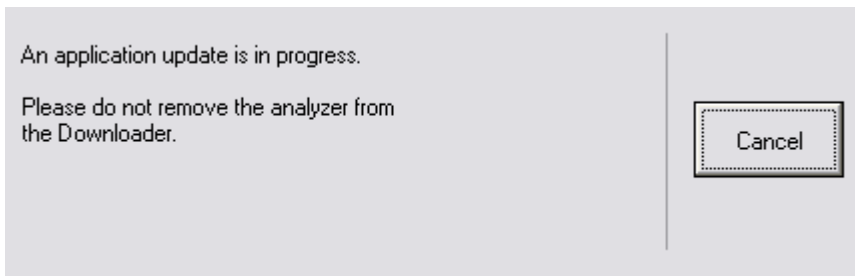 An application update is in progress.
Please do not remove the analyzer from
the Downloader.
Cancel